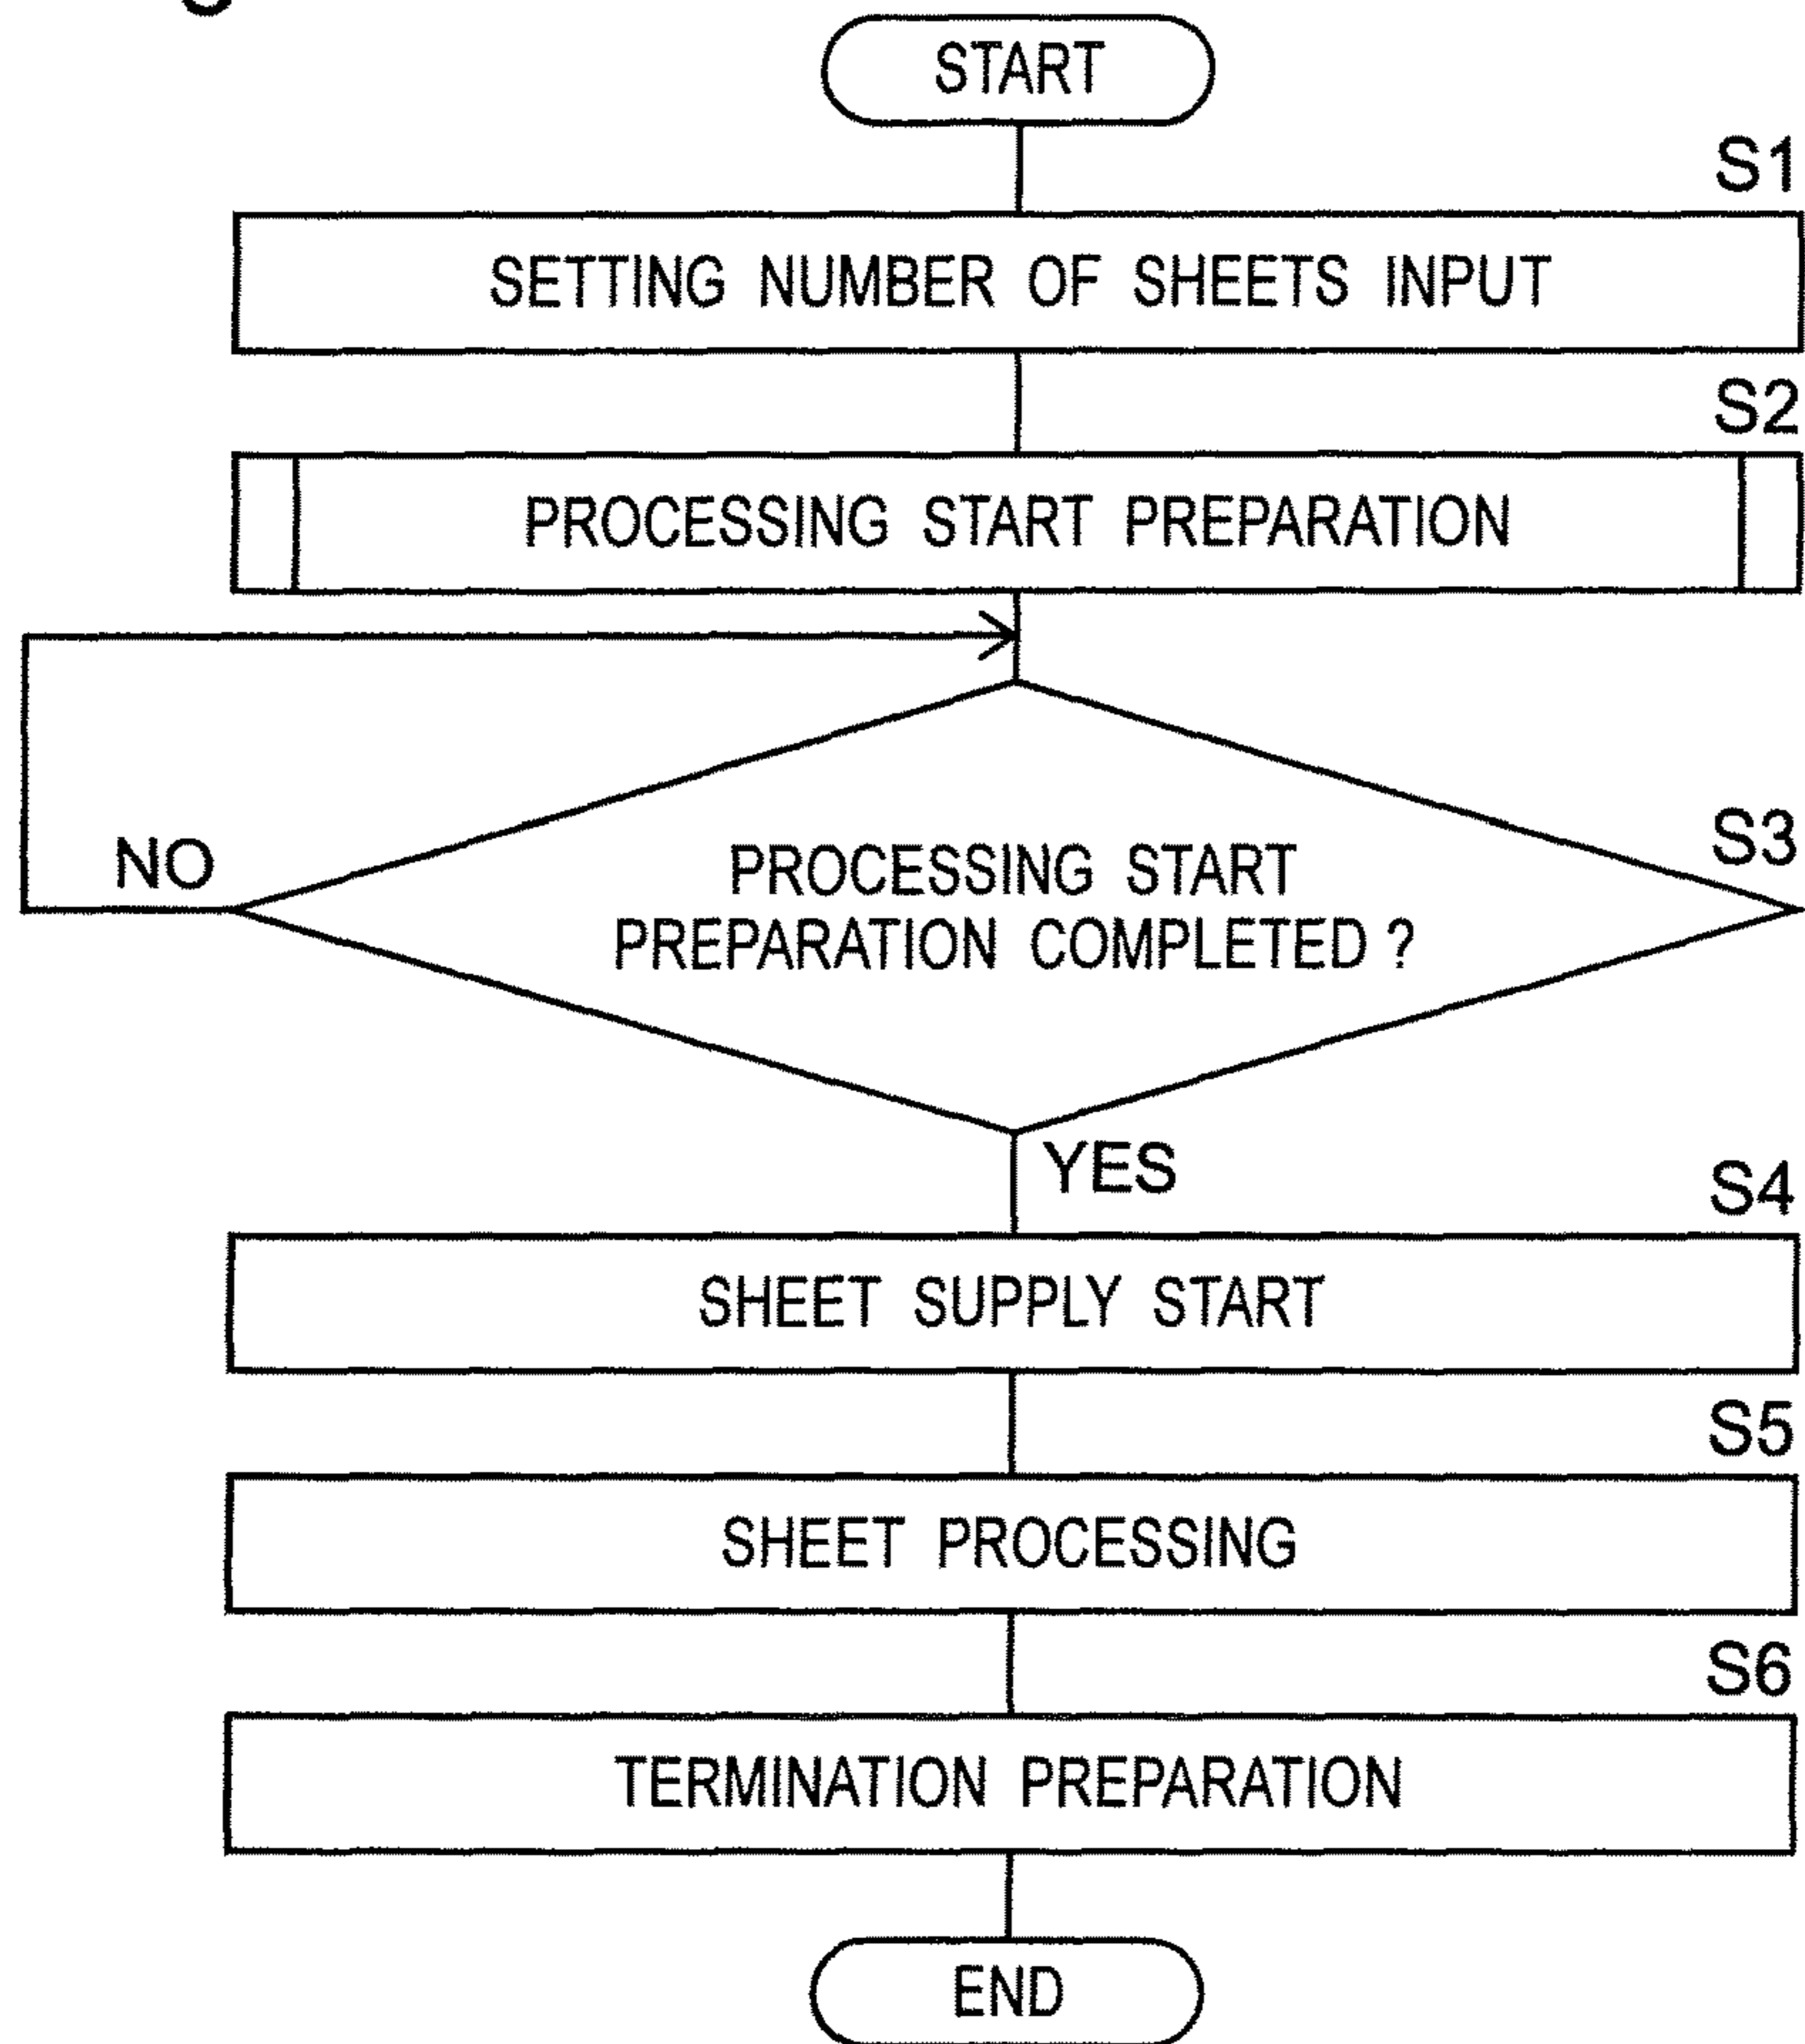 START
S1
SETTING NUMBER OF SHEETS INPUT
S2
PROCESSING START PREPARATION
S3
NO
PROCESSING START
PREPARATION COMPLETED ?
YES
S4
SHEET SUPPLY START
S5
SHEET PROCESSING
S6
TERMINATION PREPARATION
END